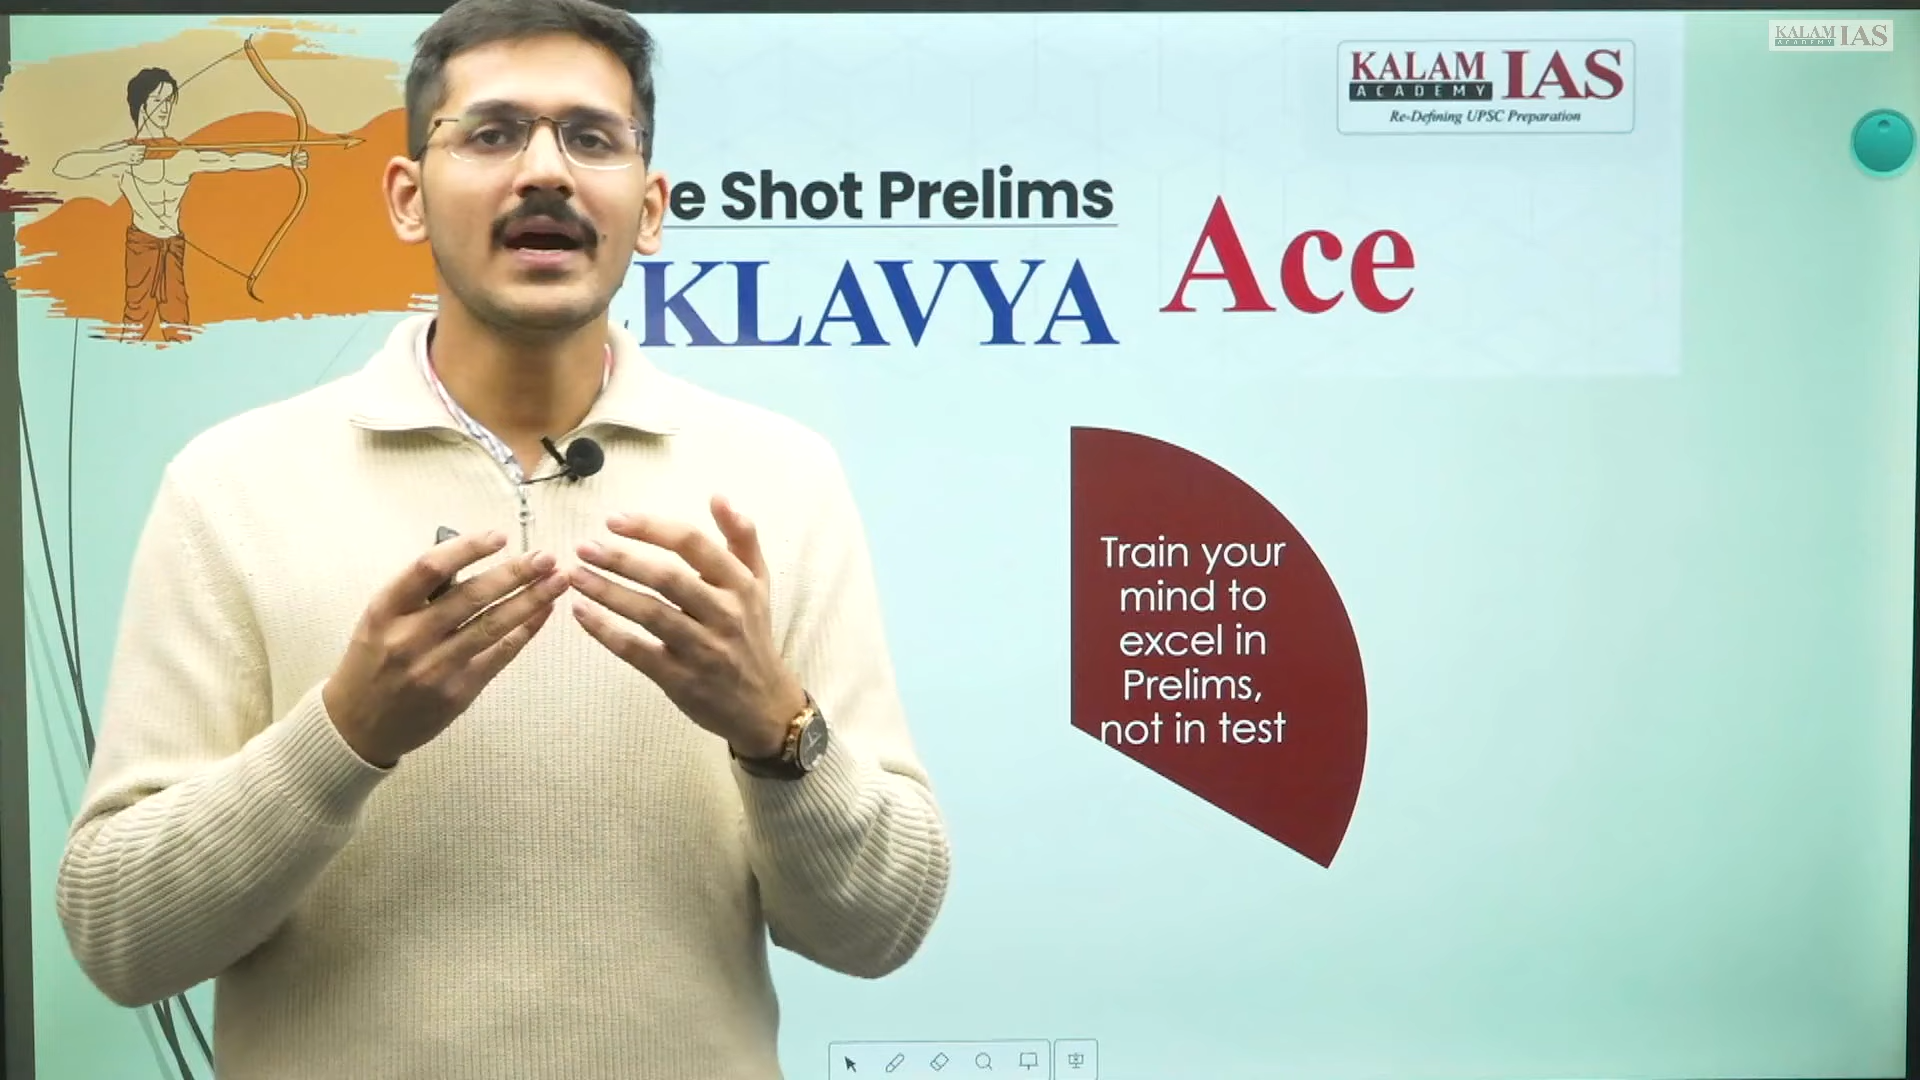 KALAM IAS
ACADEMY
KALAM IAS
ACADEMY
Re-Defining UPSC Preparation
e Shot Prelims
KLAVYA Ace
Train your
mind to
excel in
Prelims,
not in test